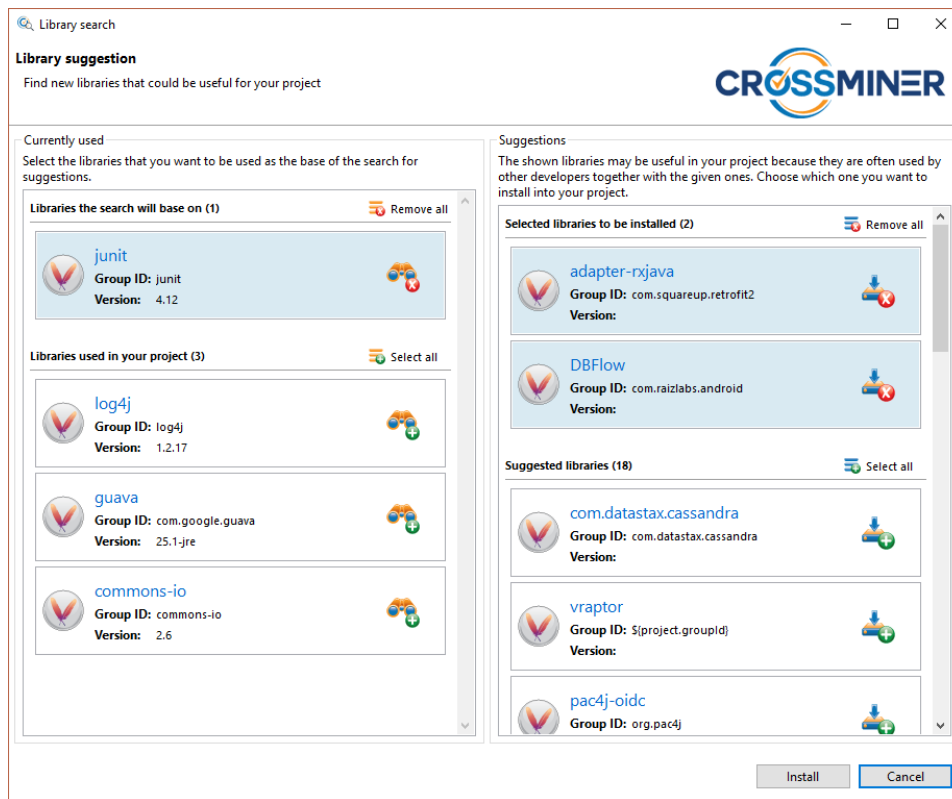 Library search
Library suggestion
Find new libraries that could be useful for your project
CROSSMINER
Currently used
Select the libraries that you want to be used as the base of the search for
suggestions.
Libraries the search will base on (1)
Remove all
junit
Group ID: junit
Version: 4.12
Libraries used in your project (3)
Select all
log4j
Group ID: log4j
Version: 1.2.17
guava
Group ID: com.google.guava
Version: 25.1-jre
commons-io
Group ID: commons-io
Version: 2.6
Suggestions
The shown libraries may be useful in your project because they are often used by
other developers together with the given ones. Choose which one you want to
install into your project.
Selected libraries to be installed (2)
Remove all
adapter-rxjava
Group ID: com.squareup.retrofit2
Version:
DBFlow
Group ID: com.raizlabs.android
Version:
Suggested libraries (18)
Select all
com.datastax.cassandra
Group ID: com.datastax.cassandra
Version:
vraptor
Group ID: ${project.groupId}
Version:
pac4j-oidc
Group ID: org.pac4j
Install
Cancel